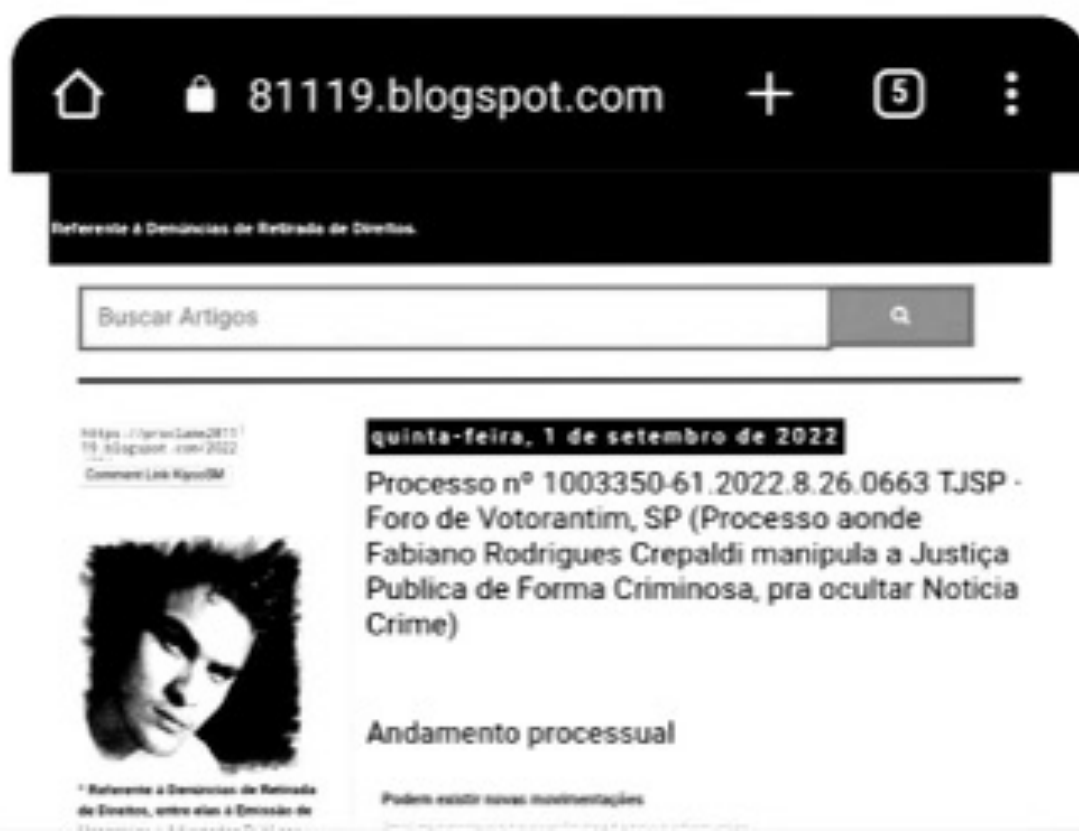 81119.blogspot.com
5
Referente à Denúncias de Retirada de Direitos.
Buscar Artigos
Comment Link
quinta-feira, 1 de setembro de 2022
Processo nº 1003350-61.2022.8.26.0663 TJSP -
Foro de Votorantim, SP (Processo aonde
Fabiano Rodrigues Crepaldi manipula a Justiça
Publica de Forma Criminosa, pra ocultar Noticia
Crime)
Andamento processual
Podem existir novas movimentações
* Referente à Denúncias de Retirada
de Direitos, entre elas à Emissão de